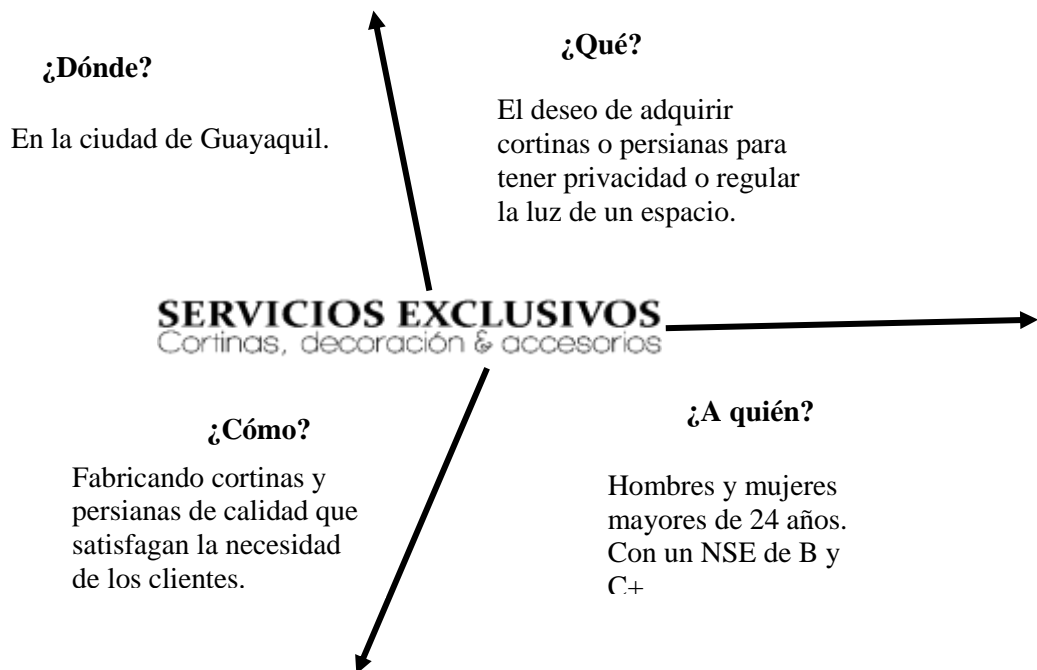 ¿Dónde?
En la ciudad de Guayaquil.
¿Qué?
El deseo de adquirir
cortinas o persianas para
tener privacidad o regular
la luz de un espacio.
SERVICIOS EXCLUSIVOS
Cortinas, decoración & accesorios
¿Cómo?
Fabricando cortinas y
persianas de calidad que
satisfagan la necesidad
de los clientes.
¿A quién?
Hombres y mujeres
mayores de 24 años.
Con un NSE de B y
C+